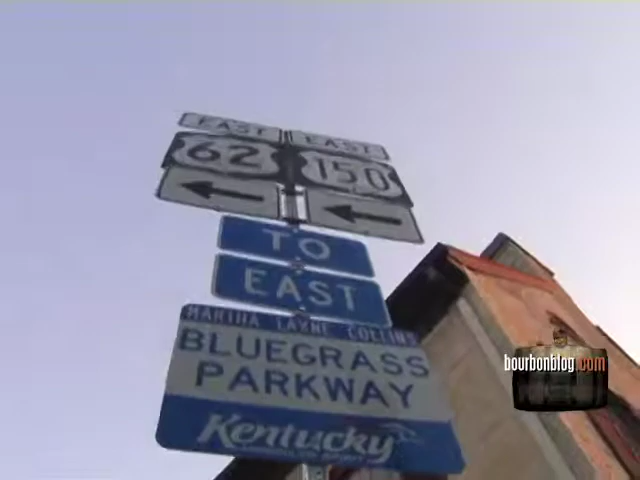 EAST EAST
62 150
TO
EAST
MARTHA LAYNE COLLINS
BLUEGRASS
PARKWAY
Kentucky
bourbonblog.com